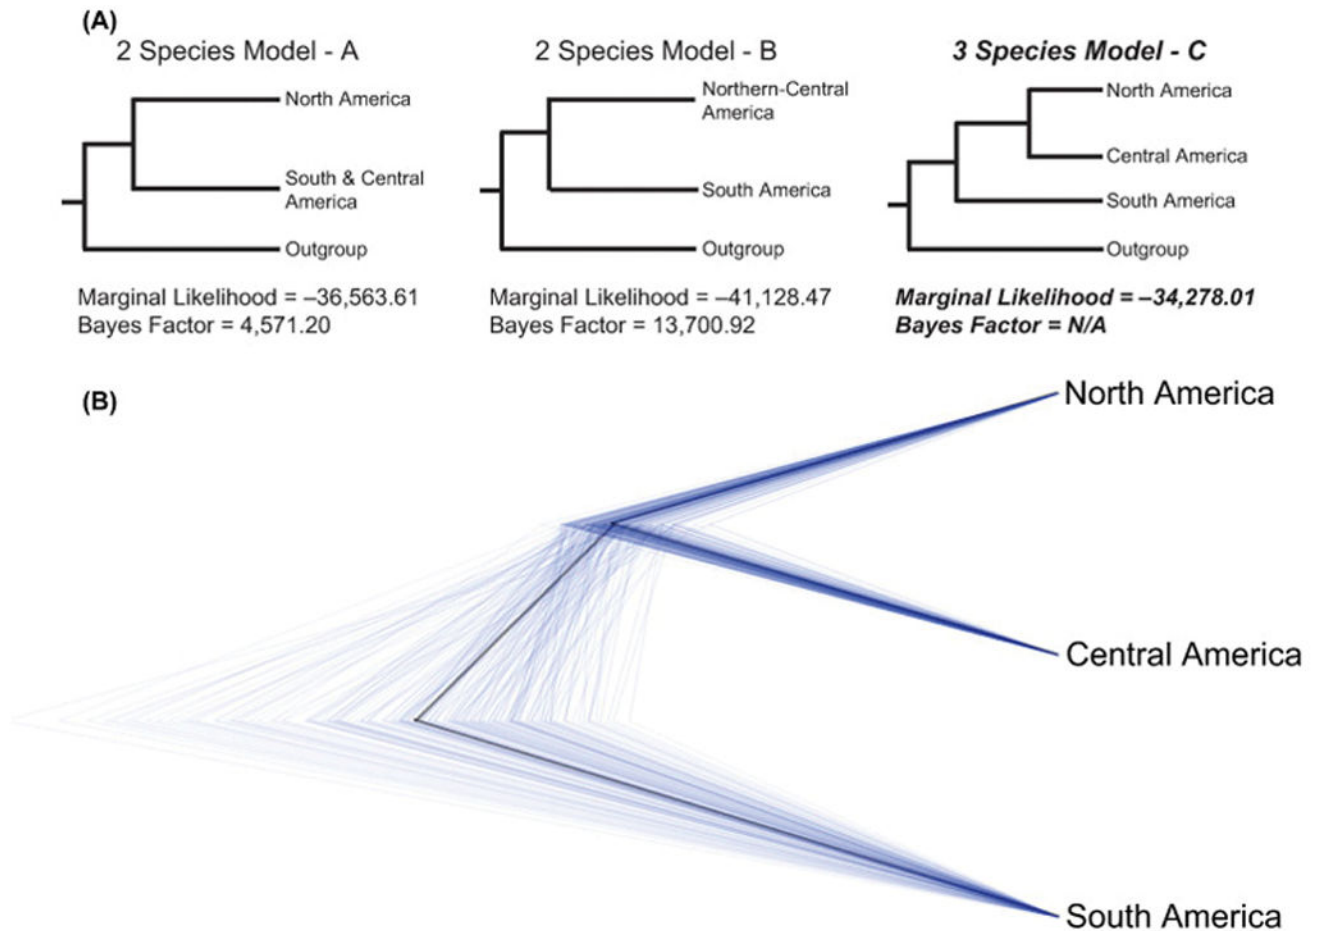 (A)
2 Species Model - A
North America
South & Central
America
Outgroup
Marginal Likelihood = –36,563.61
Bayes Factor = 4,571.20
2 Species Model - B
Northern-Central
America
South America
Outgroup
Marginal Likelihood = –41,128.47
Bayes Factor = 13,700.92
3 Species Model - C
North America
Central America
South America
Outgroup
Marginal Likelihood = –34,278.01
Bayes Factor = N/A
(B)
North America
Central America
South America